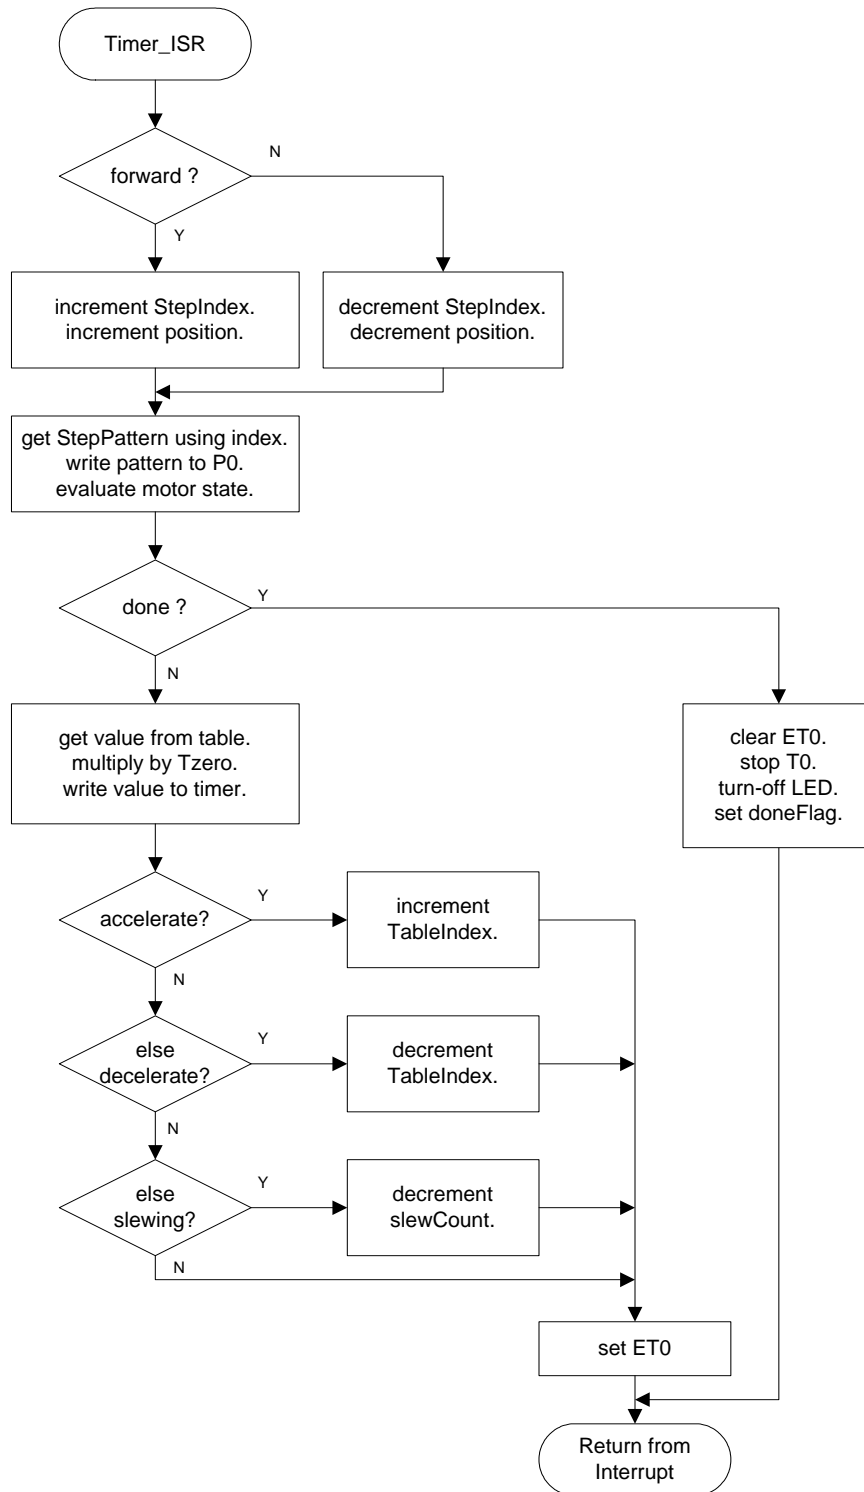 Timer_ISR
forward ?
N
Y
increment StepIndex.
increment position.
decrement StepIndex.
decrement position.
get StepPattern using index.
write pattern to P0.
evaluate motor state.
done ?
Y
N
get value from table.
multiply by Tzero.
write value to timer.
clear ET0.
stop T0.
turn-off LED.
set doneFlag.
accelerate?
Y
N
increment
TableIndex.
else
decelerate?
Y
N
decrement
TableIndex.
else
slewing?
Y
N
decrement
slewCount.
set ET0
Return from
Interrupt